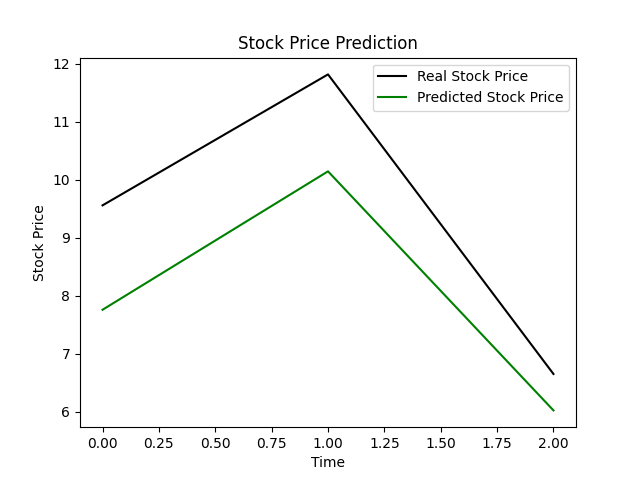 Stock Price Prediction
Real Stock Price
Predicted Stock Price
Stock Price
12
11
10
9
8
7
6
0.00 0.25 0.50 0.75 1.00 1.25 1.50 1.75 2.00
Time